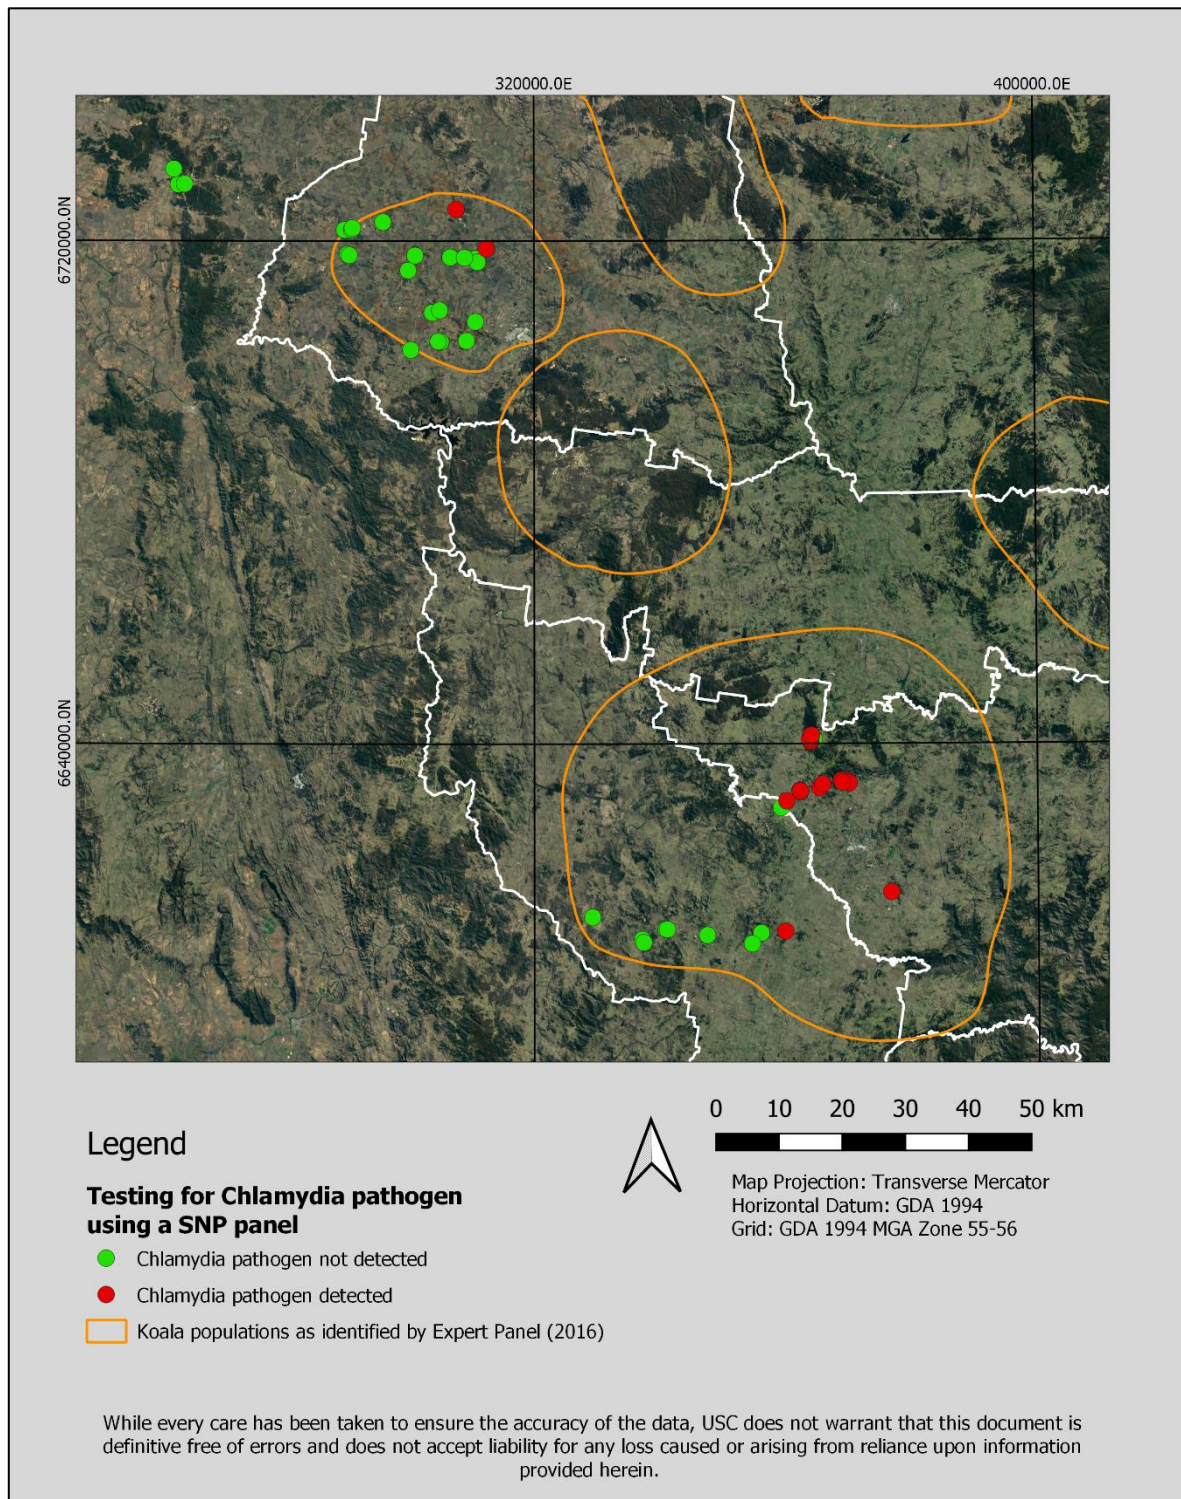 320000.0E
400000.0E
6720000.0N
6640000.0N
0 10 20 30 40 50 km
Legend
Testing for Chlamydia pathogen
using a SNP panel
Chlamydia pathogen not detected
Chlamydia pathogen detected
Koala populations as identified by Expert Panel (2016)
Map Projection: Transverse Mercator
Horizontal Datum: GDA 1994
Grid: GDA 1994 MGA Zone 55-56
While every care has been taken to ensure the accuracy of the data, USC does not warrant that this document is
definitive free of errors and does not accept liability for any loss caused or arising from reliance upon information
provided herein.